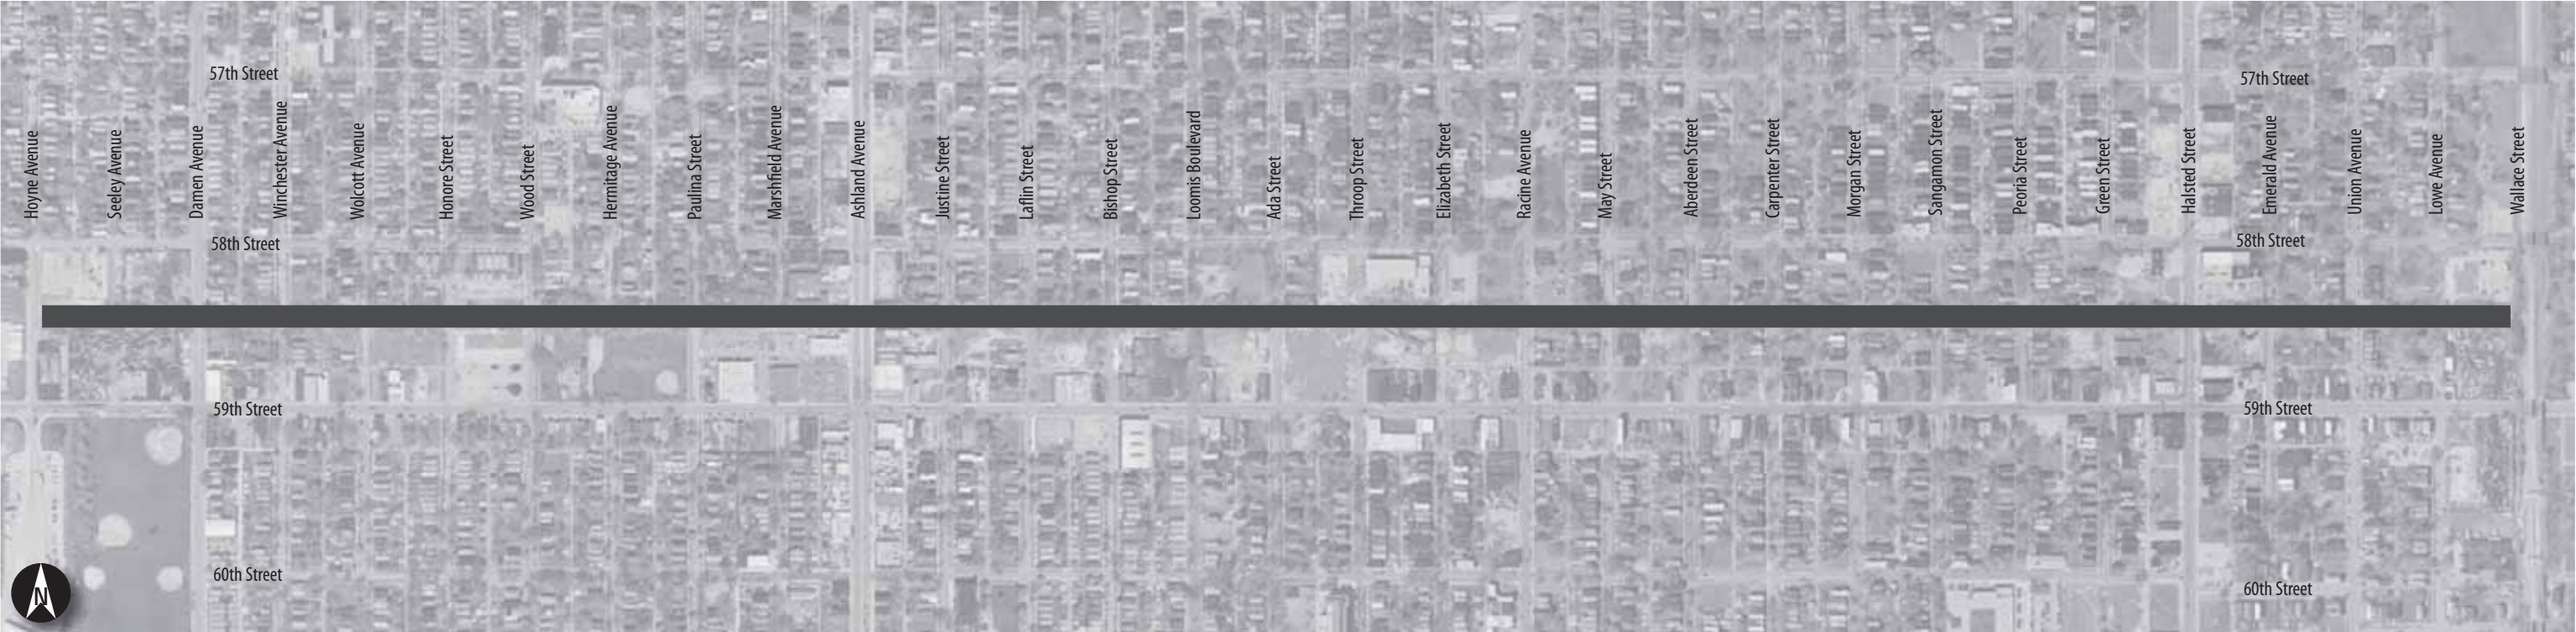 57th Street
57th Street
Hoyne Avenue
Seeley Avenue
Damen Avenue
Winchester Avenue
Wolcott Avenue
Honore Street
Wood Street
Hermitage Avenue
Paulina Street
Marshfield Avenue
Ashland Avenue
Justine Street
Laflin Street
Bishop Street
Loomis Boulevard
Ada Street
Throop Street
Elizabeth Street
Racine Avenue
May Street
Aberdeen Street
Carpenter Street
Morgan Street
Sangamon Street
Peoria Street
Green Street
Halsted Street
Emerald Avenue
Union Avenue
Lowe Avenue
Wallace Street
58th Street
58th Street
59th Street
59th Street
60th Street
60th Street
N